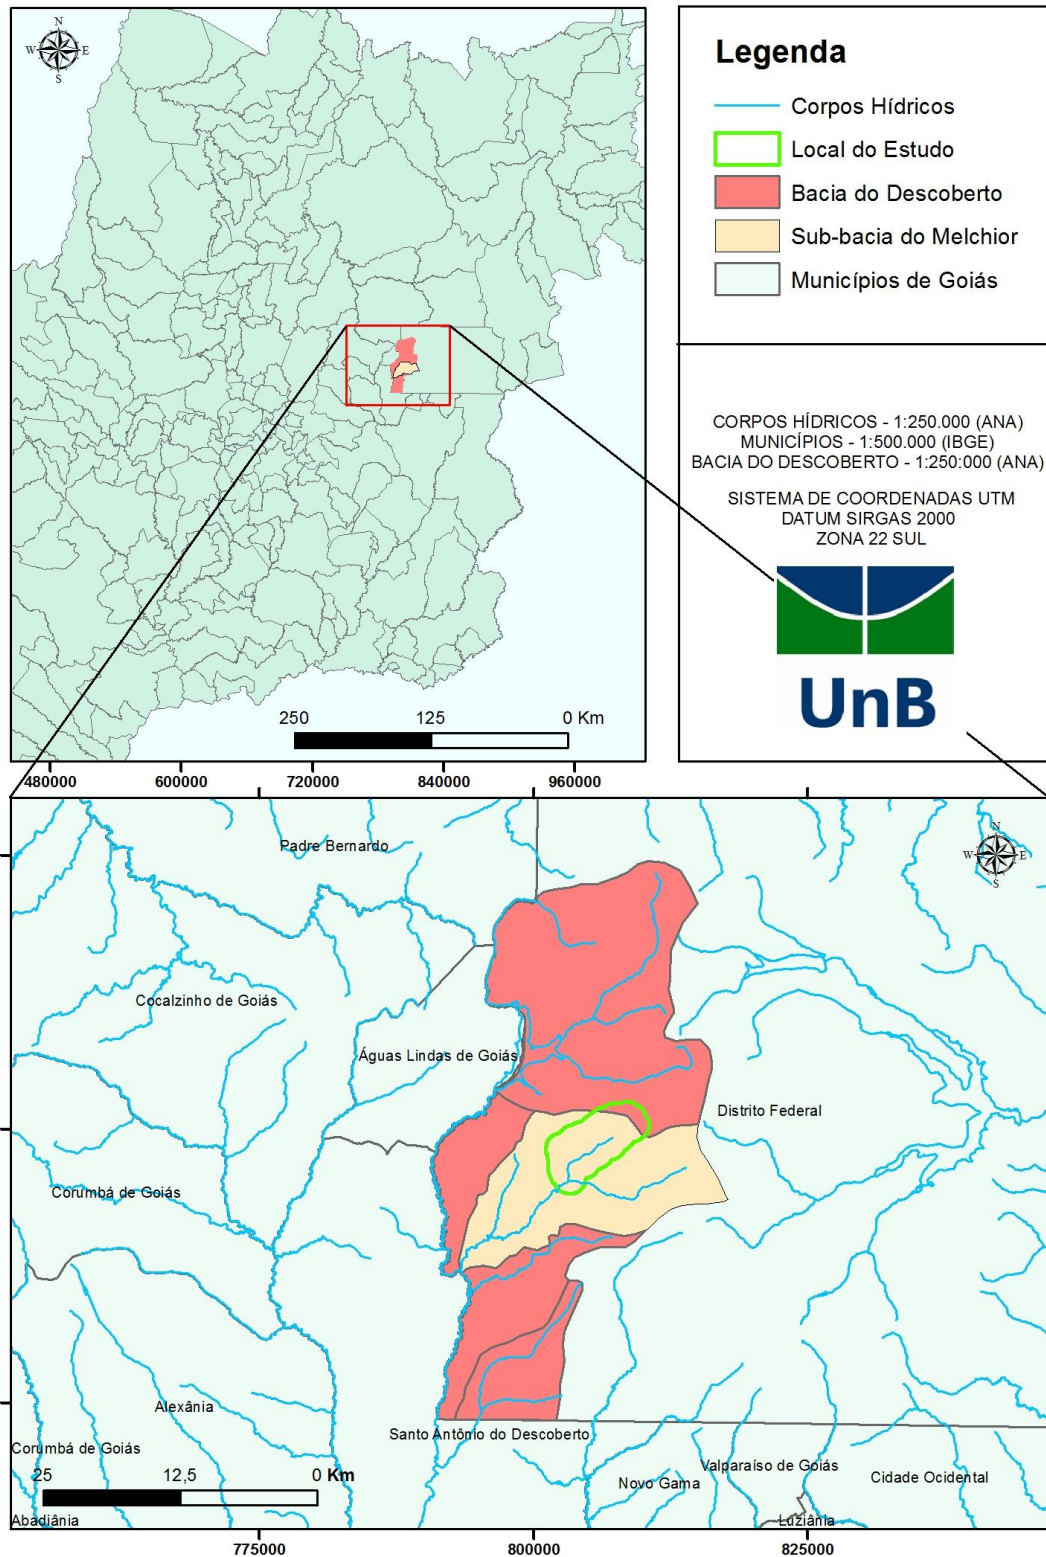 N
W
E
S
250
125
0 Km
480000
600000
720000
840000
960000
Legenda
Corpos Hídricos
Local do Estudo
Bacia do Descoberto
Sub-bacia do Melchior
Municípios de Goiás
CORPOS HÍDRICOS - 1:250.000 (ANA)
MUNICÍPIOS - 1:500.000 (IBGE)
BACIA DO DESCOBERTO - 1:250:000 (ANA)
SISTEMA DE COORDENADAS UTM
DATUM SIRGAS 2000
ZONA 22 SUL
UnB
N
W
E
S
Padre Bernardo
Cocalzinho de Goiás
Águas Lindas de Goiás
Distrito Federal
Corumbá de Goiás
Alexânia
Santo Antônio do Descoberto
Corumbá de Goiás
Valparaíso de Goiás
Novo Gama
Cidade Ocidental
25
12,5
0 Km
Abadiânia
Luziânia
775000
800000
825000